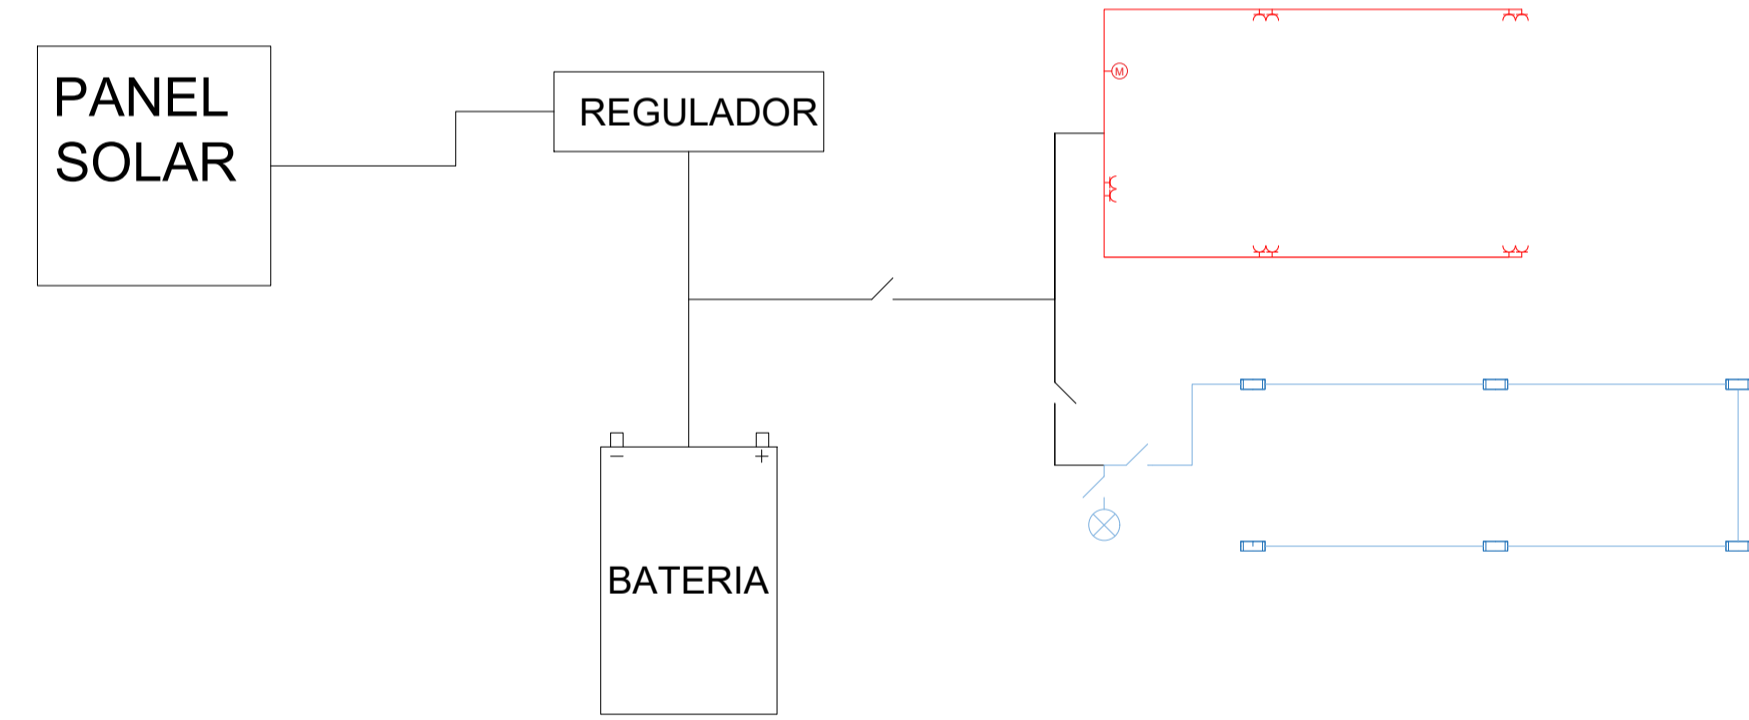 PANEL
SOLAR
REGULADOR
M
− +
BATERIA